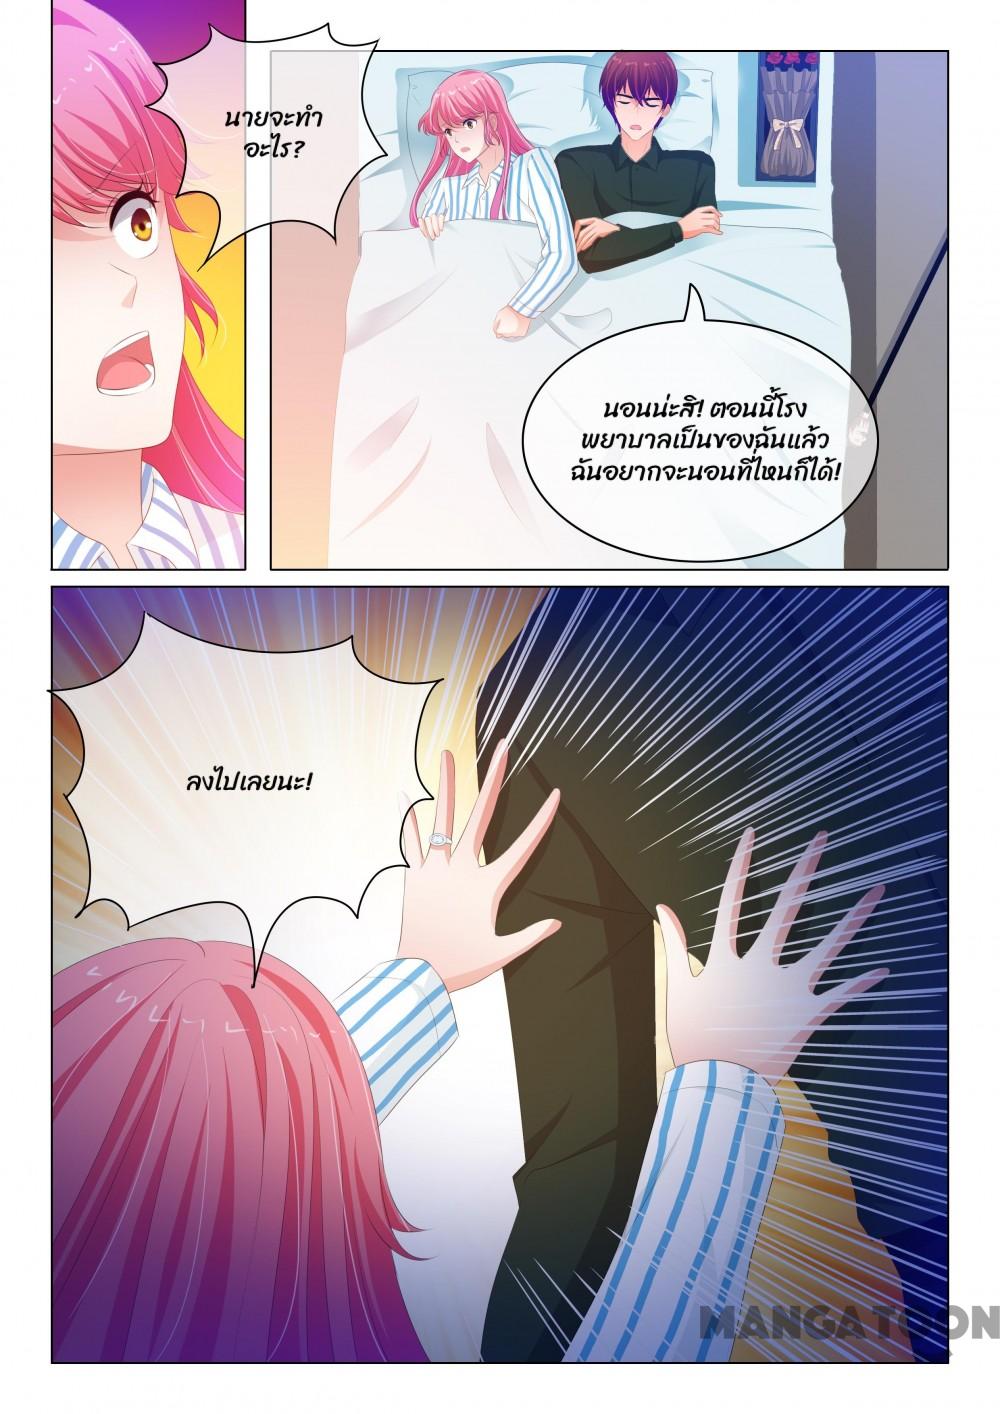 นายจะทำ
อะไร?
นอนน่ะสิ! ตอนนี้โรง
พยาบาลเป็นของฉันแล้ว
ฉันอยากจะนอนที่ไหนก็ได้!
ลงไปเลยนะ!
MANGATOON